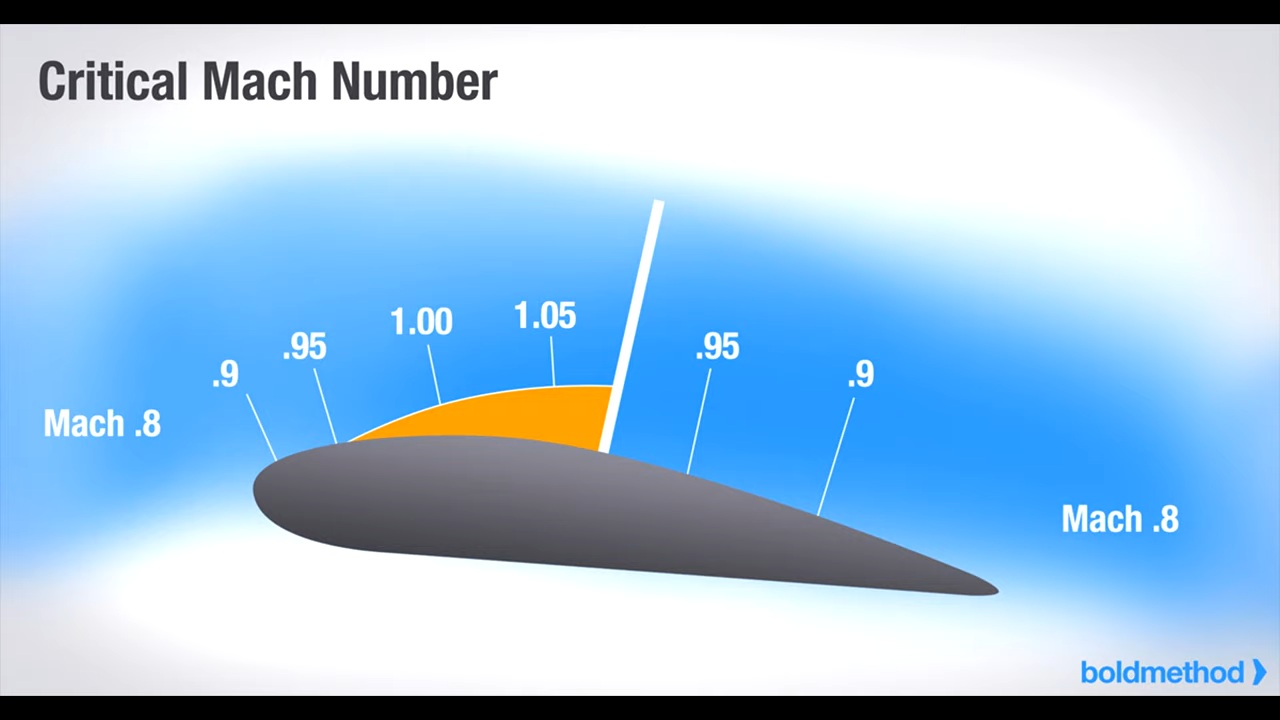 Critical Mach Number
1.00
1.05
.9
.95
.95
.9
Mach .8
Mach .8
boldmethod